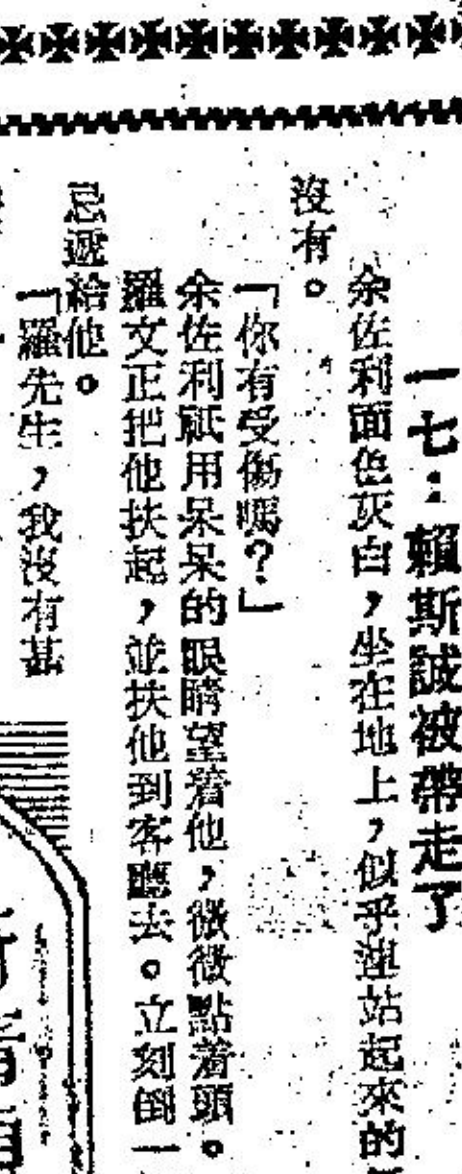 一七：賴斯誠被帶走了
余佐利面色灰白，坐在地上，似乎連站起來的
沒有。
「你有受傷嗎？」
余佐利祇用呆呆的眼睛望着他，微微點着頭。
羅文正把他扶起，並扶他到客廳去。立刻倒一
忌遞給他。
「羅先生，我沒有甚